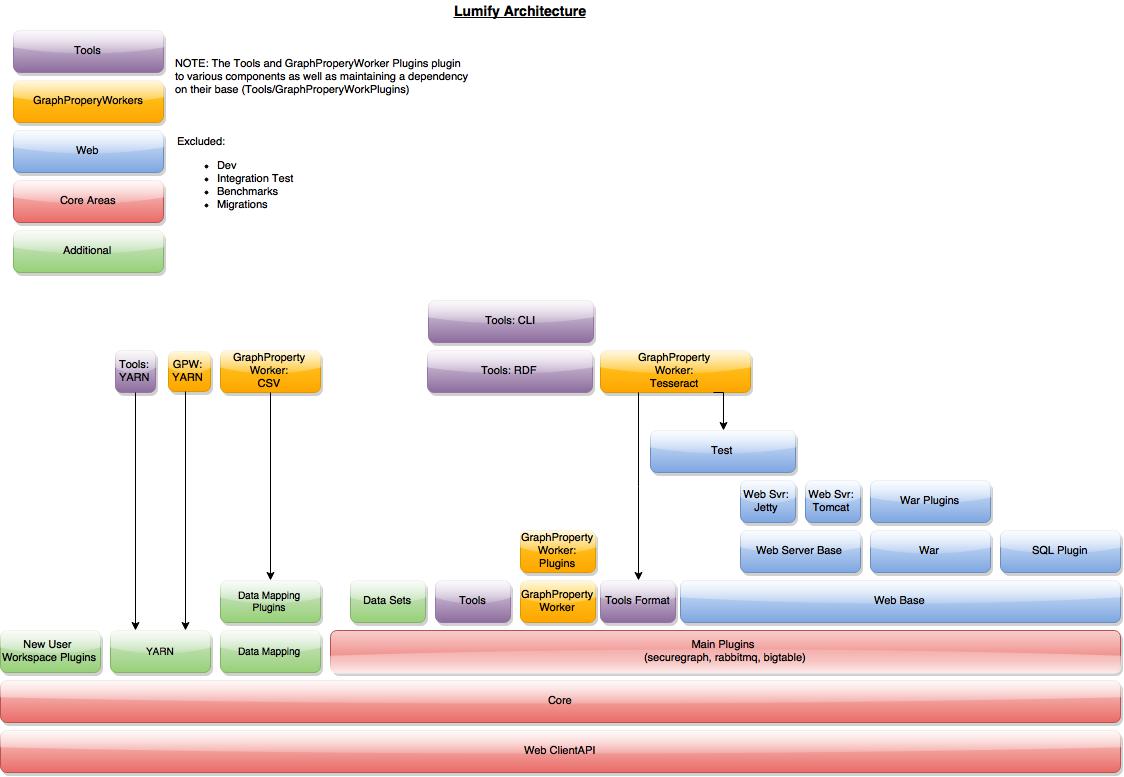 Lumify Architecture
Tools
NOTE: The Tools and GraphProperyWorker Plugins plugin
to various components as well as maintaining a dependency
on their base (Tools/GraphProperyWorkPlugins)
GraphProperyWorkers
Web
Excluded:
Dev
Integration Test
Benchmarks
Migrations
Core Areas
Additional
Tools: CLI
Tools:
YARN
GPW:
YARN
GraphProperty
Worker:
CSV
Tools: RDF
GraphProperty
Worker:
Tesseract
Test
Web Svr:
Jetty
Web Svr:
Tomcat
War Plugins
GraphProperty
Worker:
Plugins
Web Server Base
War
SQL Plugin
Data Mapping
Plugins
Data Sets
Tools
GraphProperty
Worker
Tools Format
Web Base
New User
Workspace Plugins
YARN
Data Mapping
Main Plugins
(securegraph, rabbitmq, bigtable)
Core
Web ClientAPI